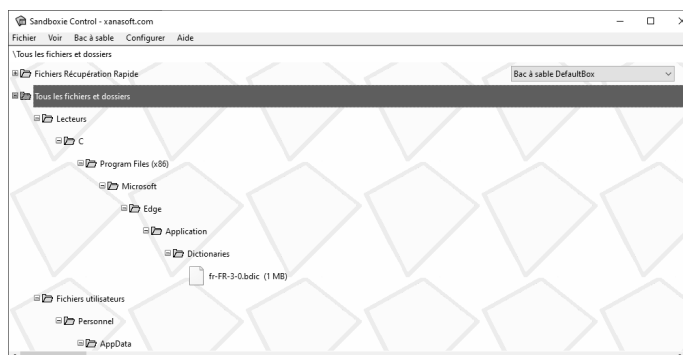 Sandboxie Control - xanasoft.com
Fichier Voir Bac à sable Configurer Aide
\Tous les fichiers et dossiers
Fichiers Récupération Rapide
Bac à sable DefaultBox
Tous les fichiers et dossiers
Lecteurs
C
Program Files (x86)
Microsoft
Edge
Application
Dictionaries
fr-FR-3-0.bdic (1 MB)
Fichiers utilisateurs
Personnel
AppData